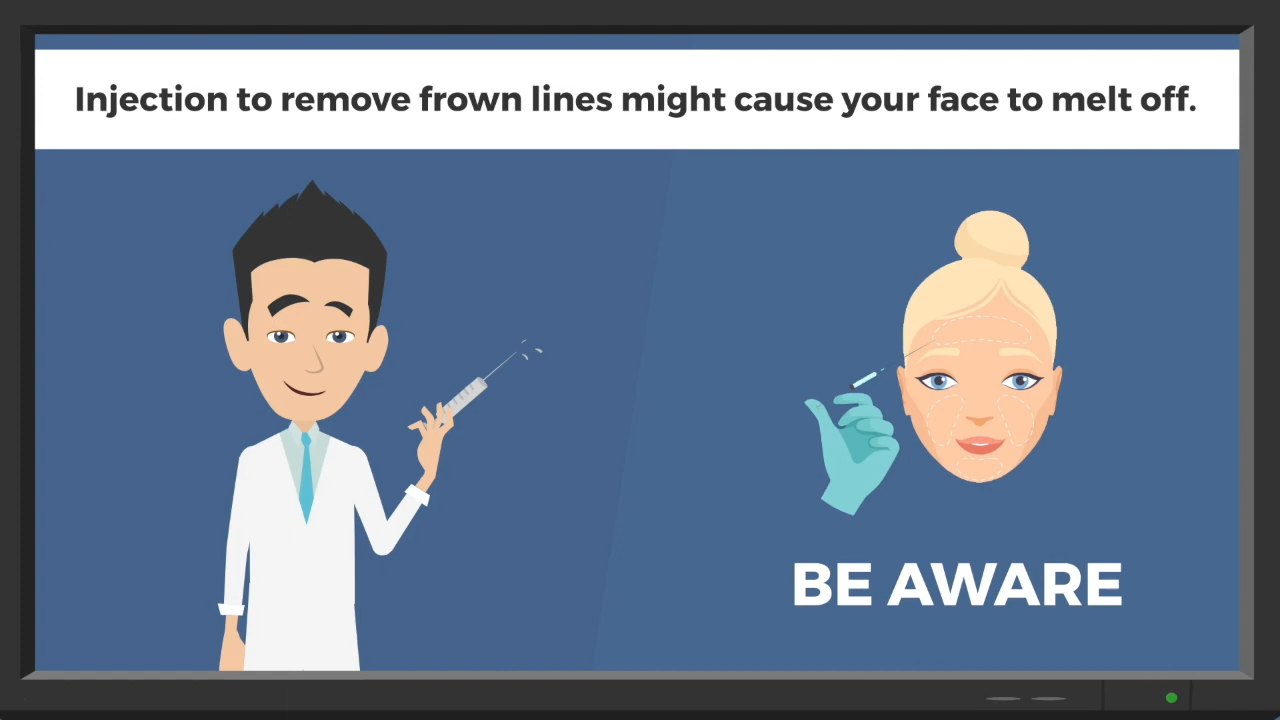 Injection to remove frown lines might cause your face to melt off.
BE AWARE